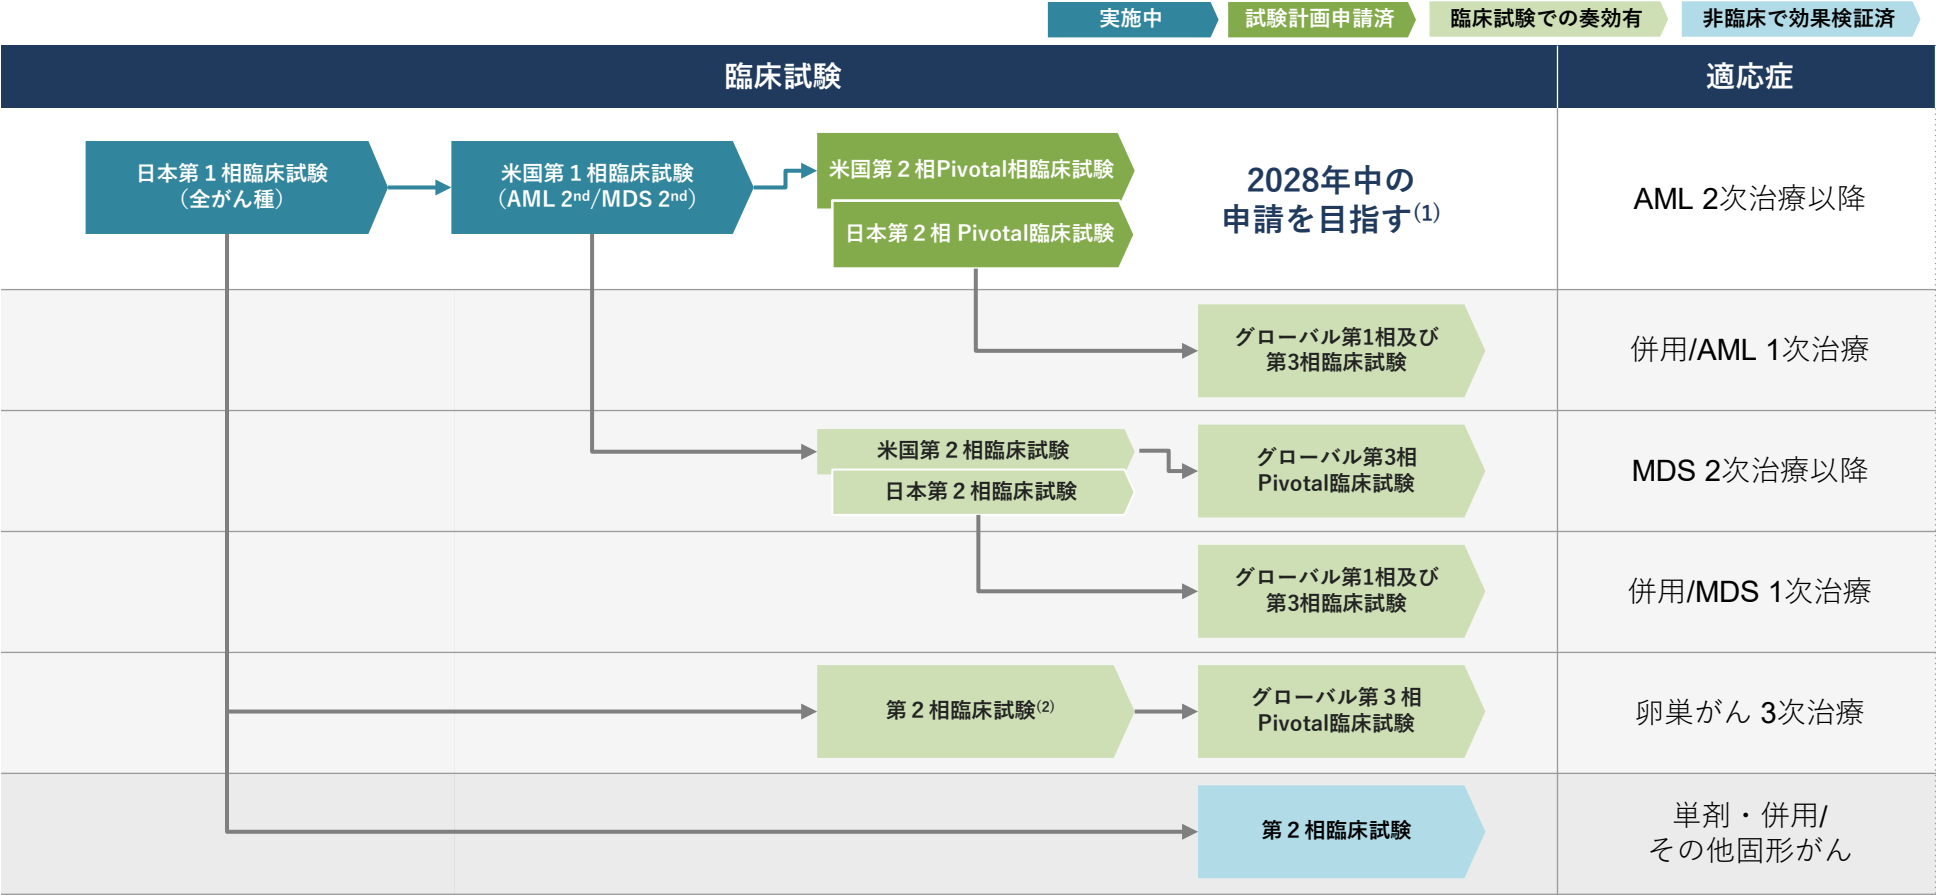 実施中
試験計画申請済
臨床試験での奏効有
非臨床で効果検証済
臨床試験
適応症
日本第１相臨床試験
（全がん種）
米国第１相臨床試験
（AML 2nd/MDS 2nd）
米国第２相Pivotal相臨床試験
日本第２相 Pivotal臨床試験
2028年中の
申請を目指す(1)
AML 2次治療以降
グローバル第1相及び
第3相臨床試験
併用/AML 1次治療
米国第２相臨床試験
日本第２相臨床試験
グローバル第3相
Pivotal臨床試験
MDS 2次治療以降
グローバル第1相及び
第3相臨床試験
併用/MDS 1次治療
第２相臨床試験(2)
グローバル第３相
Pivotal臨床試験
卵巣がん 3次治療
第２相臨床試験
単剤・併用/
その他固形がん